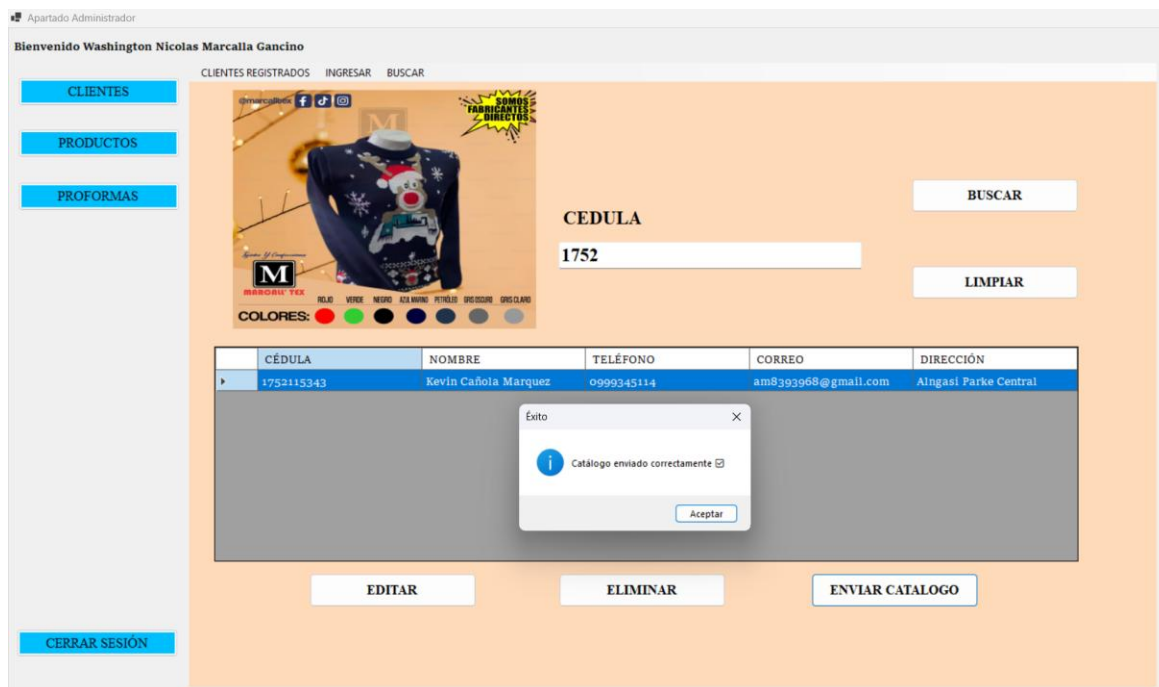 Apartado Administrador
Bienvenido Washington Nicolas Marcalla Gancino
CLIENTES REGISTRADOS INGRESAR BUSCAR
CLIENTES
PRODUCTOS
PROFORMAS
@marcalltex
SOMOS
FABRICANTES
DIRECTOS
M
M
MARCALL TEX
ROJO VERDE NEGRO AZUL MARINO PETRÓLEO GRIS OSCURO GRIS CLARO
COLORES:
CEDULA
1752
BUSCAR
LIMPIAR
CÉDULA NOMBRE TELÉFONO CORREO DIRECCIÓN
1752115343 Kevin Cañola Marquez 0999345114 am8393968@gmail.com Alngasi Parke Central
Éxito
Catálogo enviado correctamente
Aceptar
EDITAR ELIMINAR ENVIAR CATALOGO
CERRAR SESIÓN